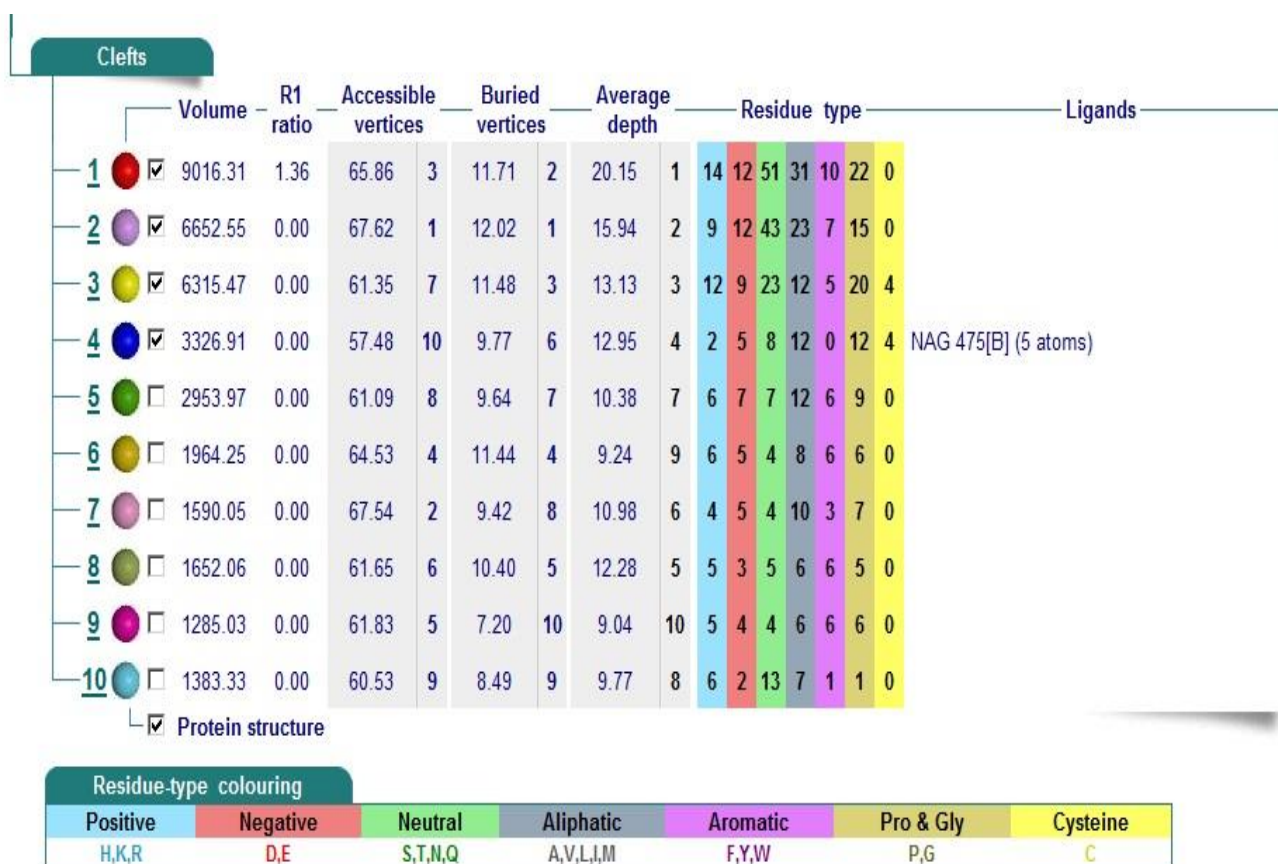 Clefts
Volume R1 ratio Accessible vertices Buried vertices Average depth Residue type Ligands
1 9016.31 1.36 65.86 3 11.71 2 20.15 1 14 12 51 31 10 22 0
2 6652.55 0.00 67.62 1 12.02 1 15.94 2 9 12 43 23 7 15 0
3 6315.47 0.00 61.35 7 11.48 3 13.13 3 12 9 23 12 5 20 4
4 3326.91 0.00 57.48 10 9.77 6 12.95 4 2 5 8 12 0 12 4 NAG 475[B] (5 atoms)
5 2953.97 0.00 61.09 8 9.64 7 10.38 7 6 7 7 12 6 9 0
6 1964.25 0.00 64.53 4 11.44 4 9.24 9 6 5 4 8 6 6 0
7 1590.05 0.00 67.54 2 9.42 8 10.98 6 4 5 4 10 3 7 0
8 1652.06 0.00 61.65 6 10.40 5 12.28 5 5 3 5 6 6 5 0
9 1285.03 0.00 61.83 5 7.20 10 9.04 10 5 4 4 6 6 6 0
10 1383.33 0.00 60.53 9 8.49 9 9.77 8 6 2 13 7 1 1 0
Protein structure
Residue-type colouring
Positive Negative Neutral Aliphatic Aromatic Pro & Gly Cysteine
H,K,R D,E S,T,N,Q A,V,L,I,M F,Y,W P,G C